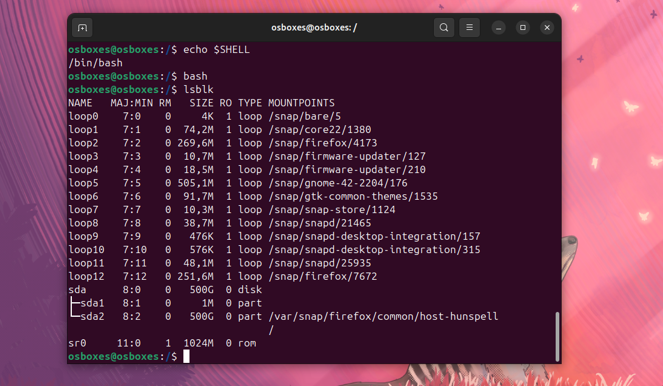 osboxes@osboxes: /
osboxes@osboxes:/$ echo $SHELL
/bin/bash
osboxes@osboxes:/$ bash
osboxes@osboxes:/$ lsblk
NAME   MAJ:MIN RM   SIZE RO TYPE MOUNTPOINTS
loop0    7:0    0     4K  1 loop /snap/bare/5
loop1    7:1    0  74,2M  1 loop /snap/core22/1380
loop2    7:2    0 269,6M  1 loop /snap/firefox/4173
loop3    7:3    0  10,7M  1 loop /snap/firmware-updater/127
loop4    7:4    0  18,5M  1 loop /snap/firmware-updater/210
loop5    7:5    0 505,1M  1 loop /snap/gnome-42-2204/176
loop6    7:6    0  91,7M  1 loop /snap/gtk-common-themes/1535
loop7    7:7    0  10,3M  1 loop /snap/snap-store/1124
loop8    7:8    0  38,7M  1 loop /snap/snapd/21465
loop9    7:9    0   476K  1 loop /snap/snapd-desktop-integration/157
loop10   7:10   0   576K  1 loop /snap/snapd-desktop-integration/315
loop11   7:11   0  48,1M  1 loop /snap/snapd/25935
loop12   7:12   0 251,6M  1 loop /snap/firefox/7672
sda      8:0    0   500G  0 disk
├─sda1   8:1    0     1M  0 part
└─sda2   8:2    0   500G  0 part /var/snap/firefox/common/host-hunspell
                                 /
sr0     11:0    1  1024M  0 rom
osboxes@osboxes:/$